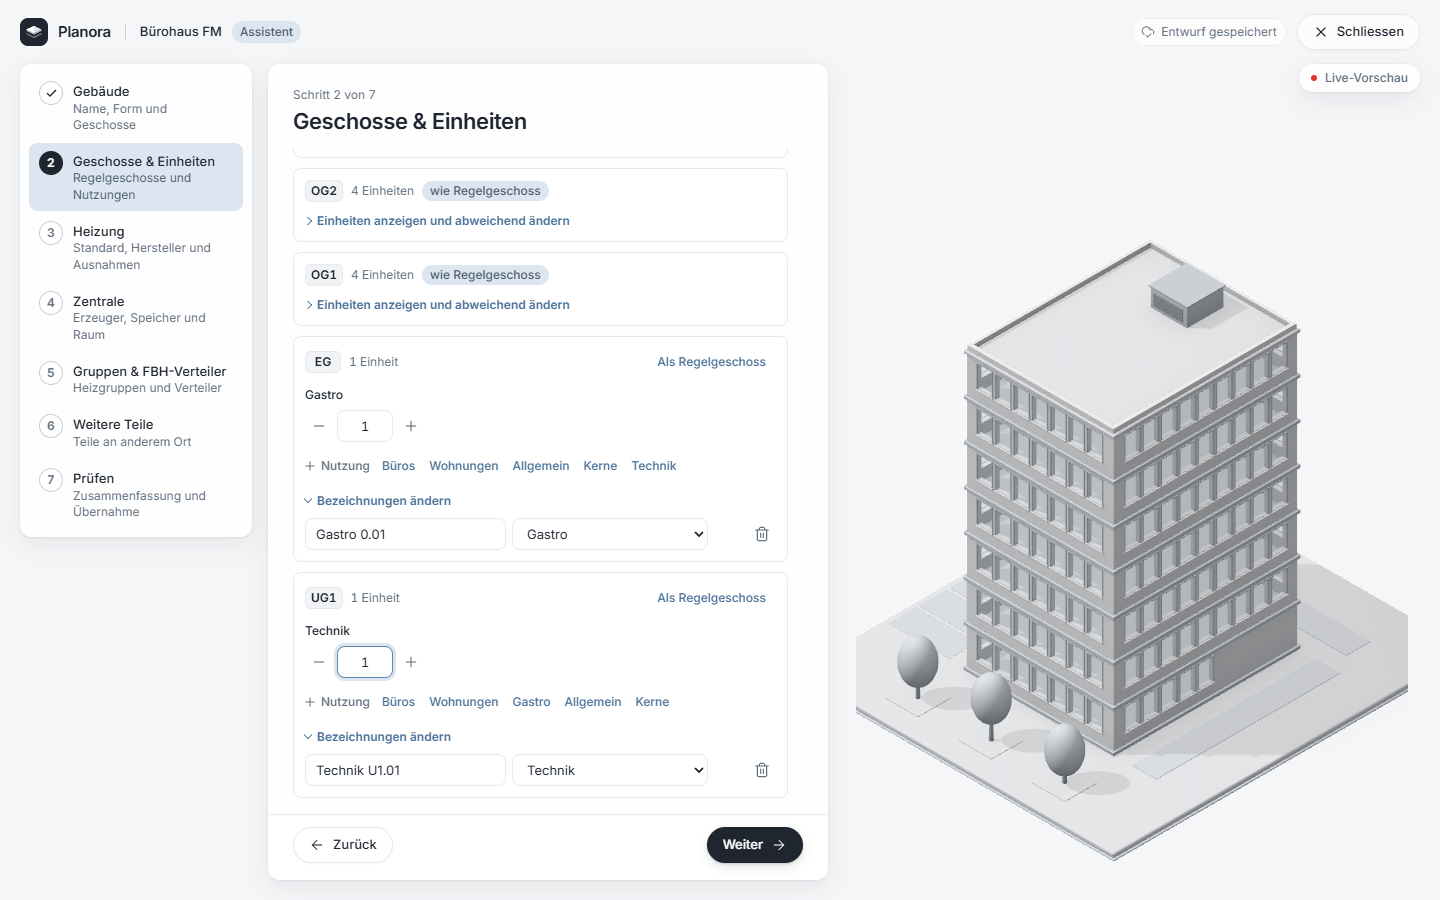 Planora
Bürohaus FM
Assistent
Entwurf gespeichert
Schliessen
Gebäude
Name, Form und
Geschosse
2
Geschosse & Einheiten
Regelgeschosse und
Nutzungen
3
Heizung
Standard, Hersteller und
Ausnahmen
4
Zentrale
Erzeuger, Speicher und
Raum
5
Gruppen & FBH-Verteiler
Heizgruppen und Verteiler
6
Weitere Teile
Teile an anderem Ort
7
Prüfen
Zusammenfassung und
Übernahme
Schritt 2 von 7
Geschosse & Einheiten
OG2 4 Einheiten wie Regelgeschoss
Einheiten anzeigen und abweichend ändern
OG1 4 Einheiten wie Regelgeschoss
Einheiten anzeigen und abweichend ändern
EG 1 Einheit Als Regelgeschoss
Gastro
1
Nutzung Büros Wohnungen Allgemein Kerne Technik
Bezeichnungen ändern
Gastro 0.01 Gastro
UG1 1 Einheit Als Regelgeschoss
Technik
1
Nutzung Büros Wohnungen Gastro Allgemein Kerne
Bezeichnungen ändern
Technik U1.01 Technik
Zurück
Weiter
Live-Vorschau